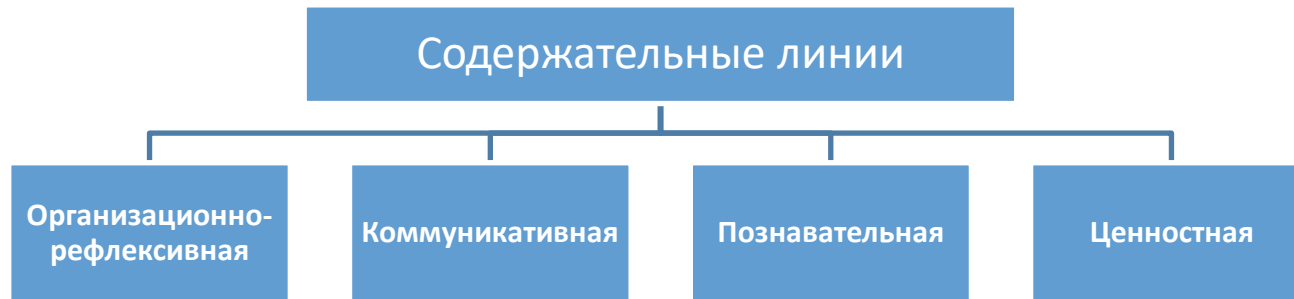 Содержательные линии
Организационно-
рефлексивная
Коммуникативная
Познавательная
Ценностная